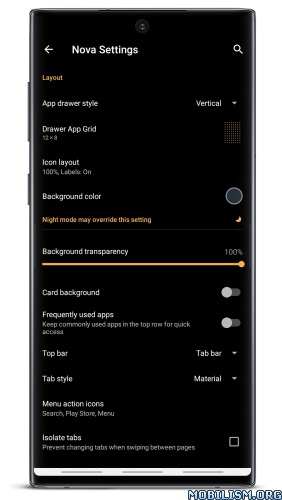 Nova Settings
Layout
App drawer style
Vertical
Drawer App Grid
12 × 8
Icon layout
100%, Labels: On
Background color
Night mode may override this setting
Background transparency
100%
Card background
Frequently used apps
Keep commonly used apps in the top row for quick
access
Top bar
Tab bar
Tab style
Material
Menu action icons
Search, Play Store, Menu
Isolate tabs
Prevent changing tabs when swiping between pages
MOBILISM.ORG